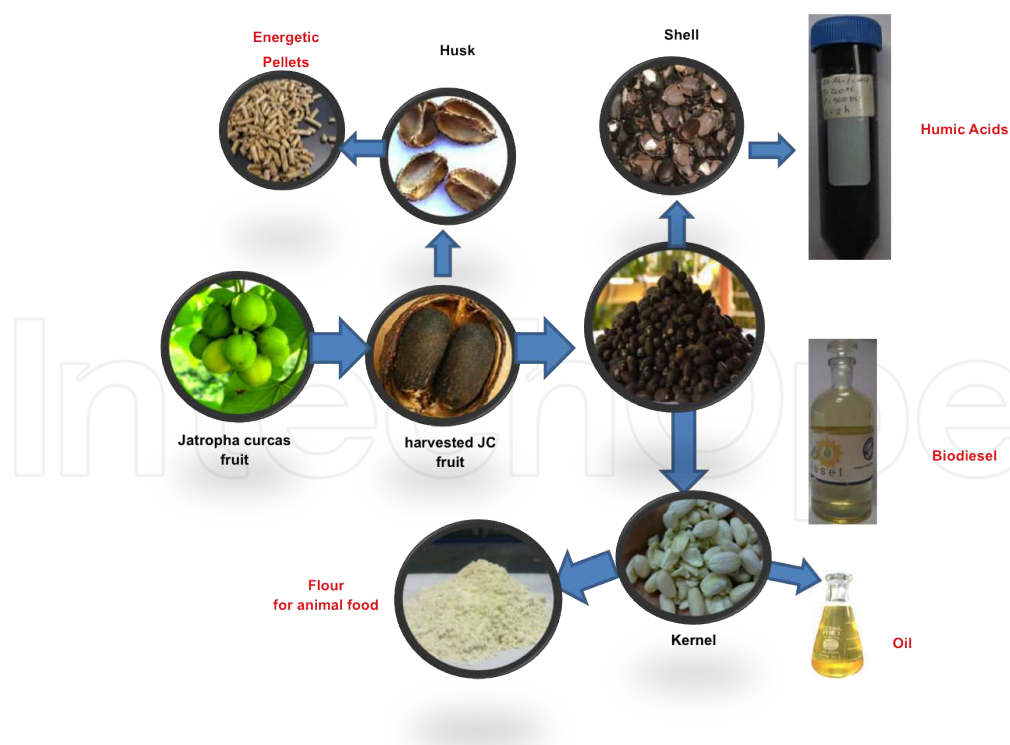 Energetic
Pellets
Husk
Shell
Humic Acids
Jatropha curcas
fruit
harvested JC
fruit
Biodiesel
Flour
for animal food
Kernel
Oil
IntechOpe